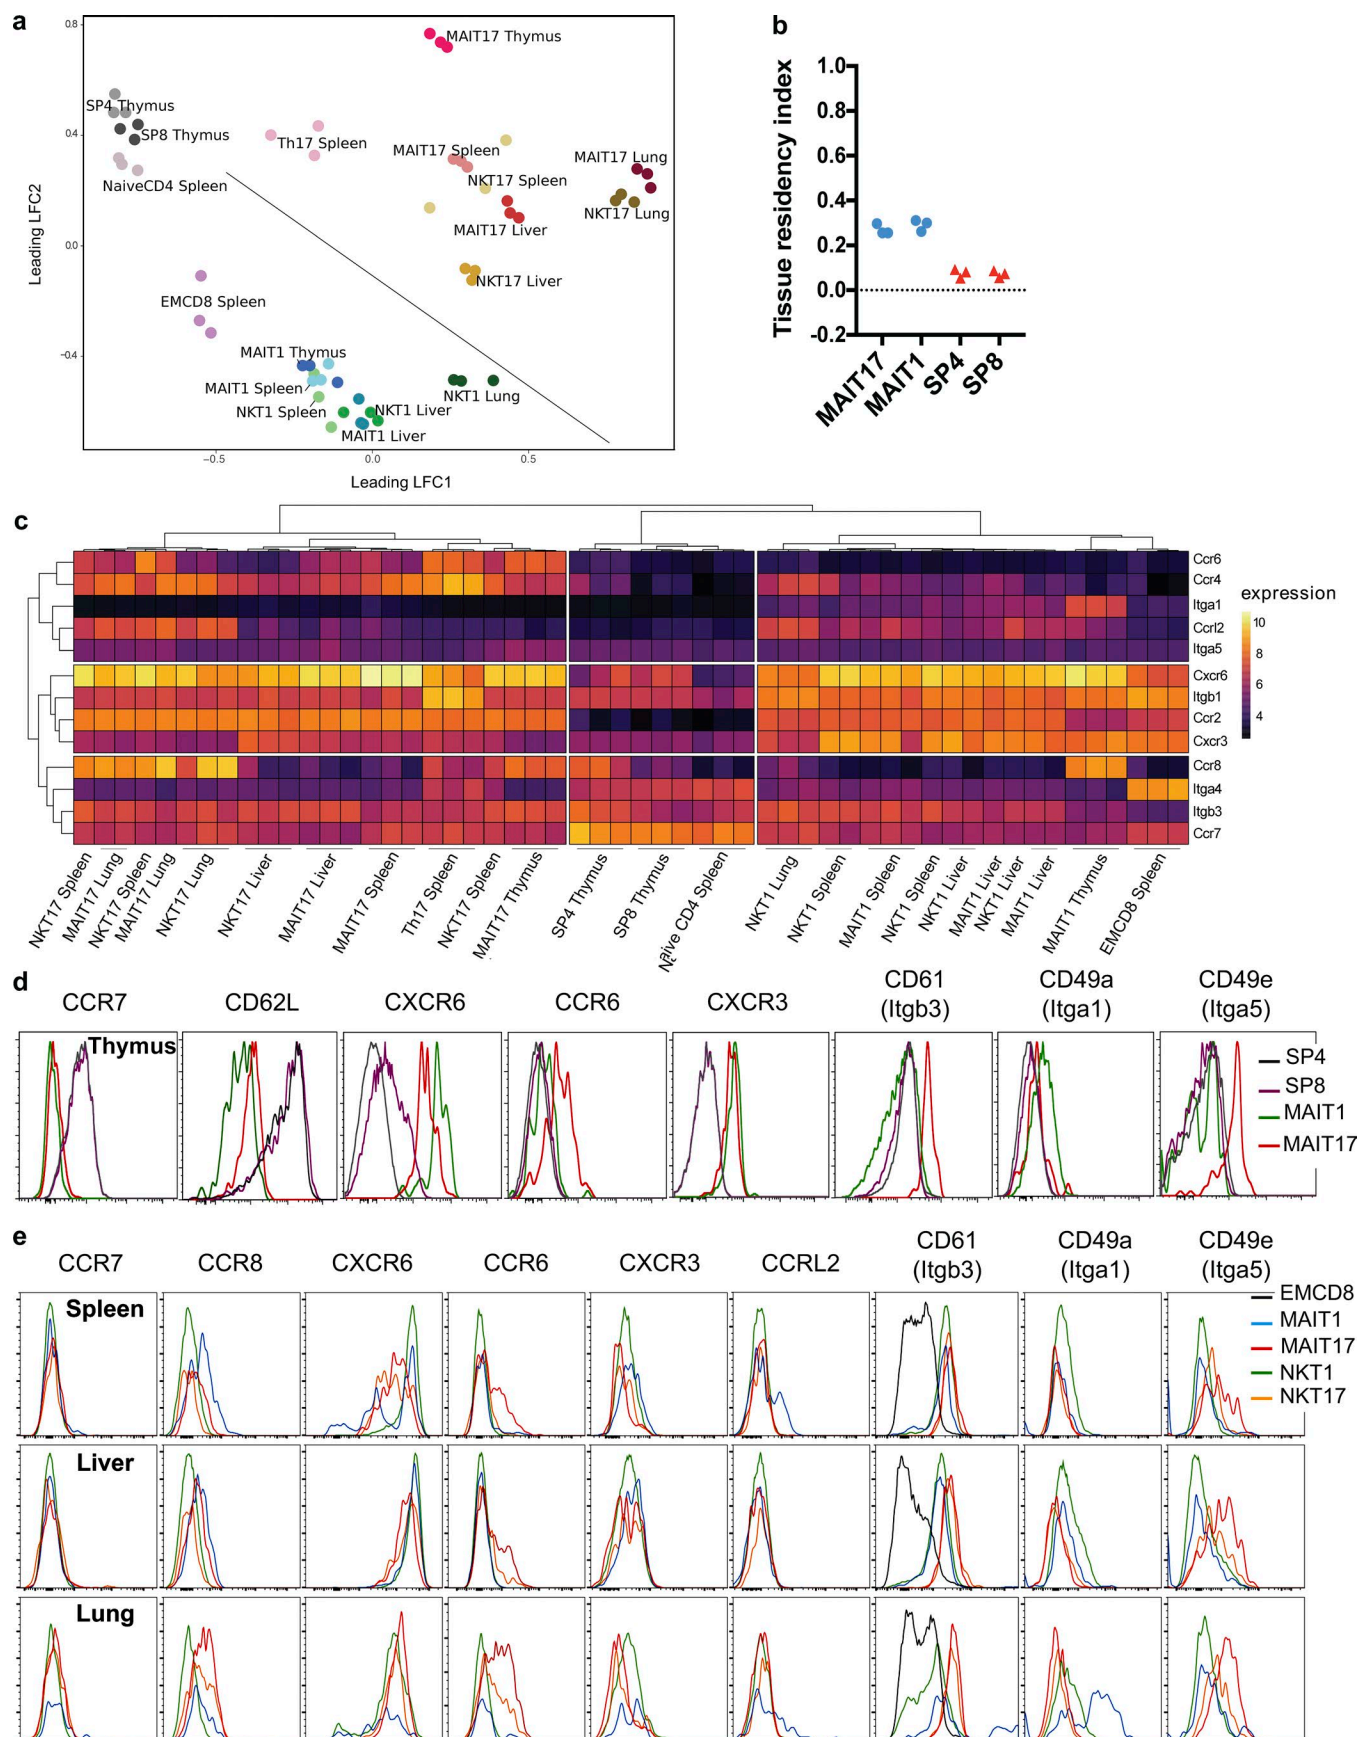 a
0.8
0.4
0.0
−0.4
−0.5
0.0
0.5
Leading LFC2
Leading LFC1
MAIT17 Thymus
SP4 Thymus
SP8 Thymus
NaiveCD4 Spleen
Th17 Spleen
MAIT17 Spleen
NKT17 Spleen
MAIT17 Lung
NKT17 Lung
MAIT17 Liver
NKT17 Liver
EMCD8 Spleen
MAIT1 Thymus
MAIT1 Spleen
NKT1 Spleen
NKT1 Lung
NKT1 Liver
MAIT1 Liver
b
Tissue residency index
1.0
0.8
0.6
0.4
0.2
0.0
-0.2
MAIT17
MAIT1
SP4
SP8
c
Ccr6
Ccr4
Itga1
Ccrl2
Itga5
Cxcr6
Itgb1
Ccr2
Cxcr3
Ccr8
Itga4
Itgb3
Ccr7
expression
10
8
6
4
NKT17 Spleen
MAIT17 Lung
NKT17 Spleen
MAIT17 Lung
NKT17 Lung
NKT17 Liver
MAIT17 Liver
MAIT17 Spleen
Th17 Spleen
NKT17 Spleen
MAIT17 Thymus
SP4 Thymus
SP8 Thymus
Naive CD4 Spleen
NKT1 Lung
NKT1 Spleen
MAIT1 Spleen
NKT1 Spleen
NKT1 Liver
MAIT1 Liver
NKT1 Liver
MAIT1 Liver
MAIT1 Thymus
EMCD8 Spleen
d
CCR7
CD62L
CXCR6
CCR6
CXCR3
CD61
(Itgb3)
CD49a
(Itga1)
CD49e
(Itga5)
Thymus
SP4
SP8
MAIT1
MAIT17
e
CCR7
CCR8
CXCR6
CCR6
CXCR3
CCRL2
CD61
(Itgb3)
CD49a
(Itga1)
CD49e
(Itga5)
Spleen
EMCD8
MAIT1
MAIT17
NKT1
NKT17
Liver
Lung